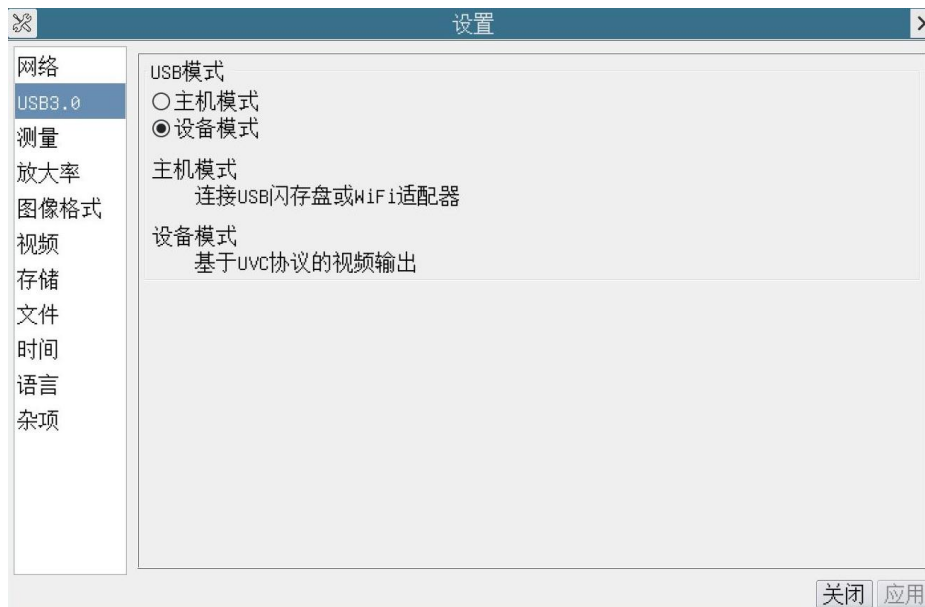 设置
网络
USB3.0
测量
放大率
图像格式
视频
存储
文件
时间
语言
杂项
USB模式
主机模式
设备模式
主机模式
连接USB闪存盘或WiFi适配器
设备模式
基于UVC协议的视频输出
关闭
应用